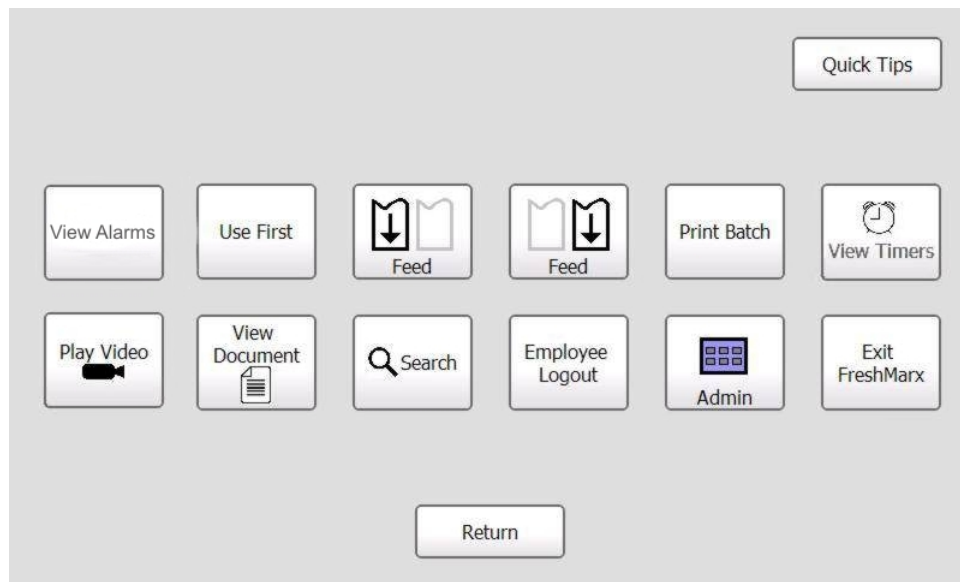 Quick Tips
View Alarms
Use First
Feed
Feed
Print Batch
View Timers
Play Video
View
Document
Search
Employee
Logout
Admin
Exit
FreshMarx
Return